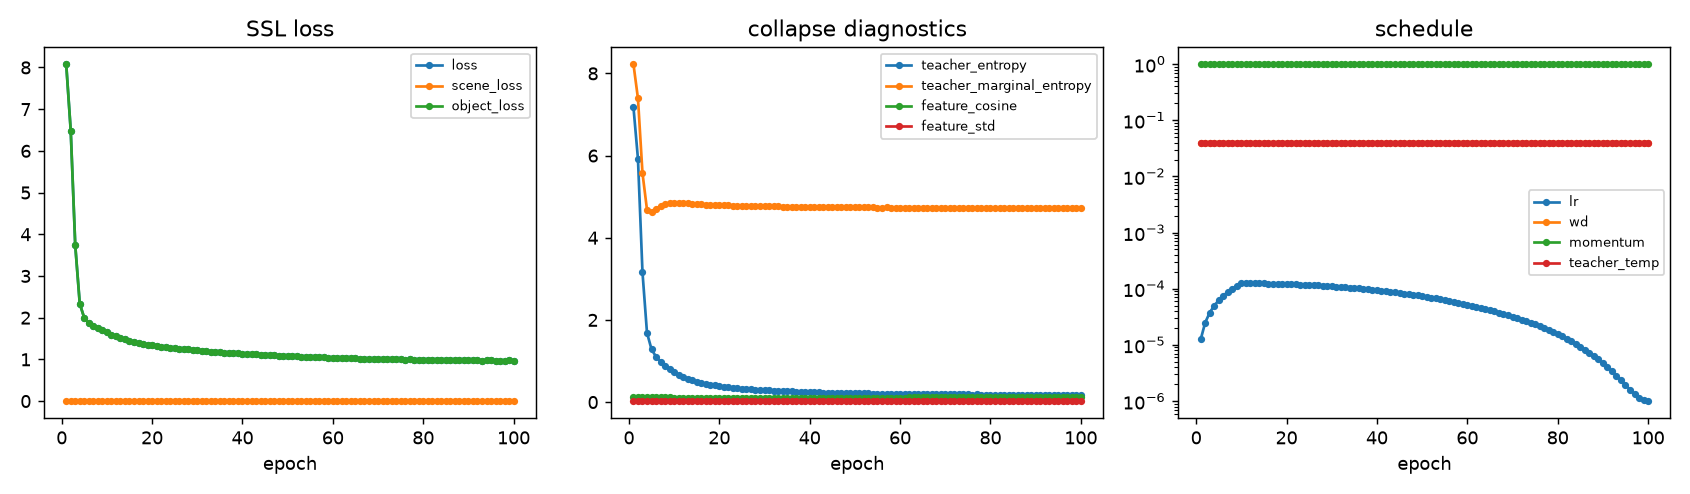 SSL loss
loss
scene_loss
object_loss
8
7
6
5
4
3
2
1
0
0 20 40 60 80 100
epoch
collapse diagnostics
teacher_entropy
teacher_marginal_entropy
feature_cosine
feature_std
8
6
4
2
0
0 20 40 60 80 100
epoch
schedule
10^0
10^-1
10^-2
10^-3
10^-4
10^-5
10^-6
lr
wd
momentum
teacher_temp
0 20 40 60 80 100
epoch